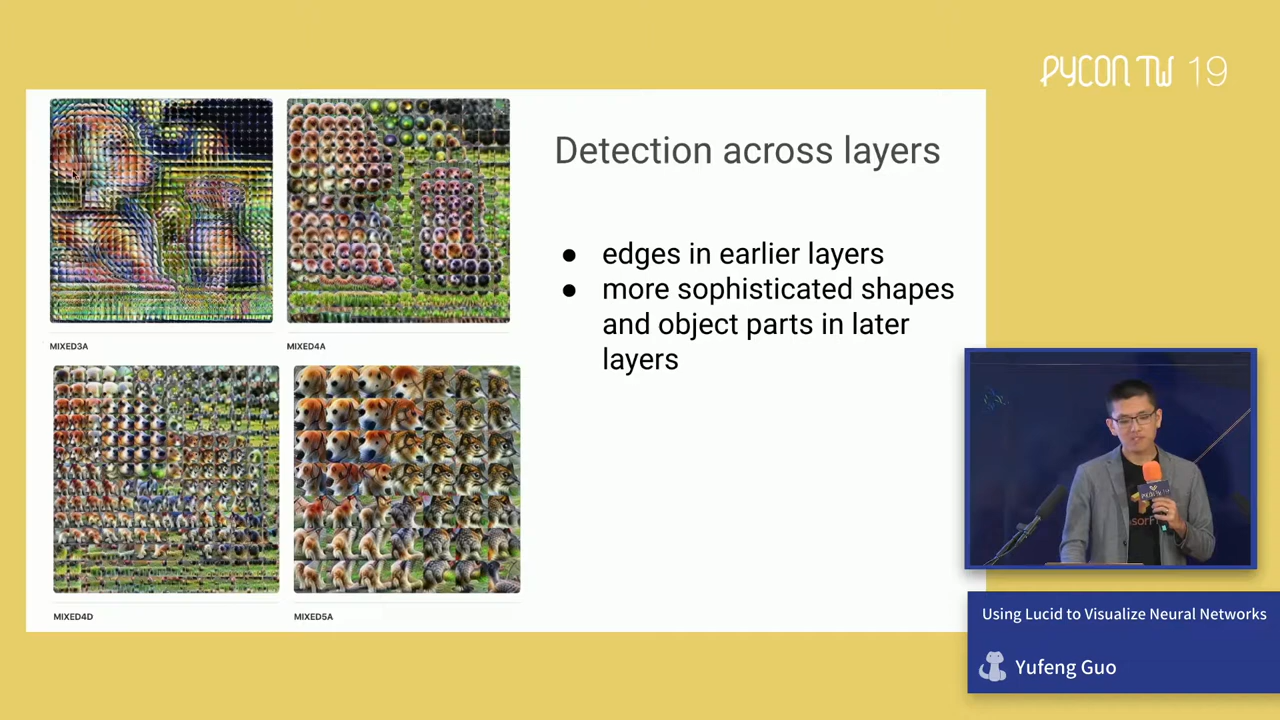 PYCON TW 19
Detection across layers
● edges in earlier layers
● more sophisticated shapes
and object parts in later
layers
MIXED3A
MIXED4A
MIXED4D
MIXED5A
Using Lucid to Visualize Neural Networks
Yufeng Guo